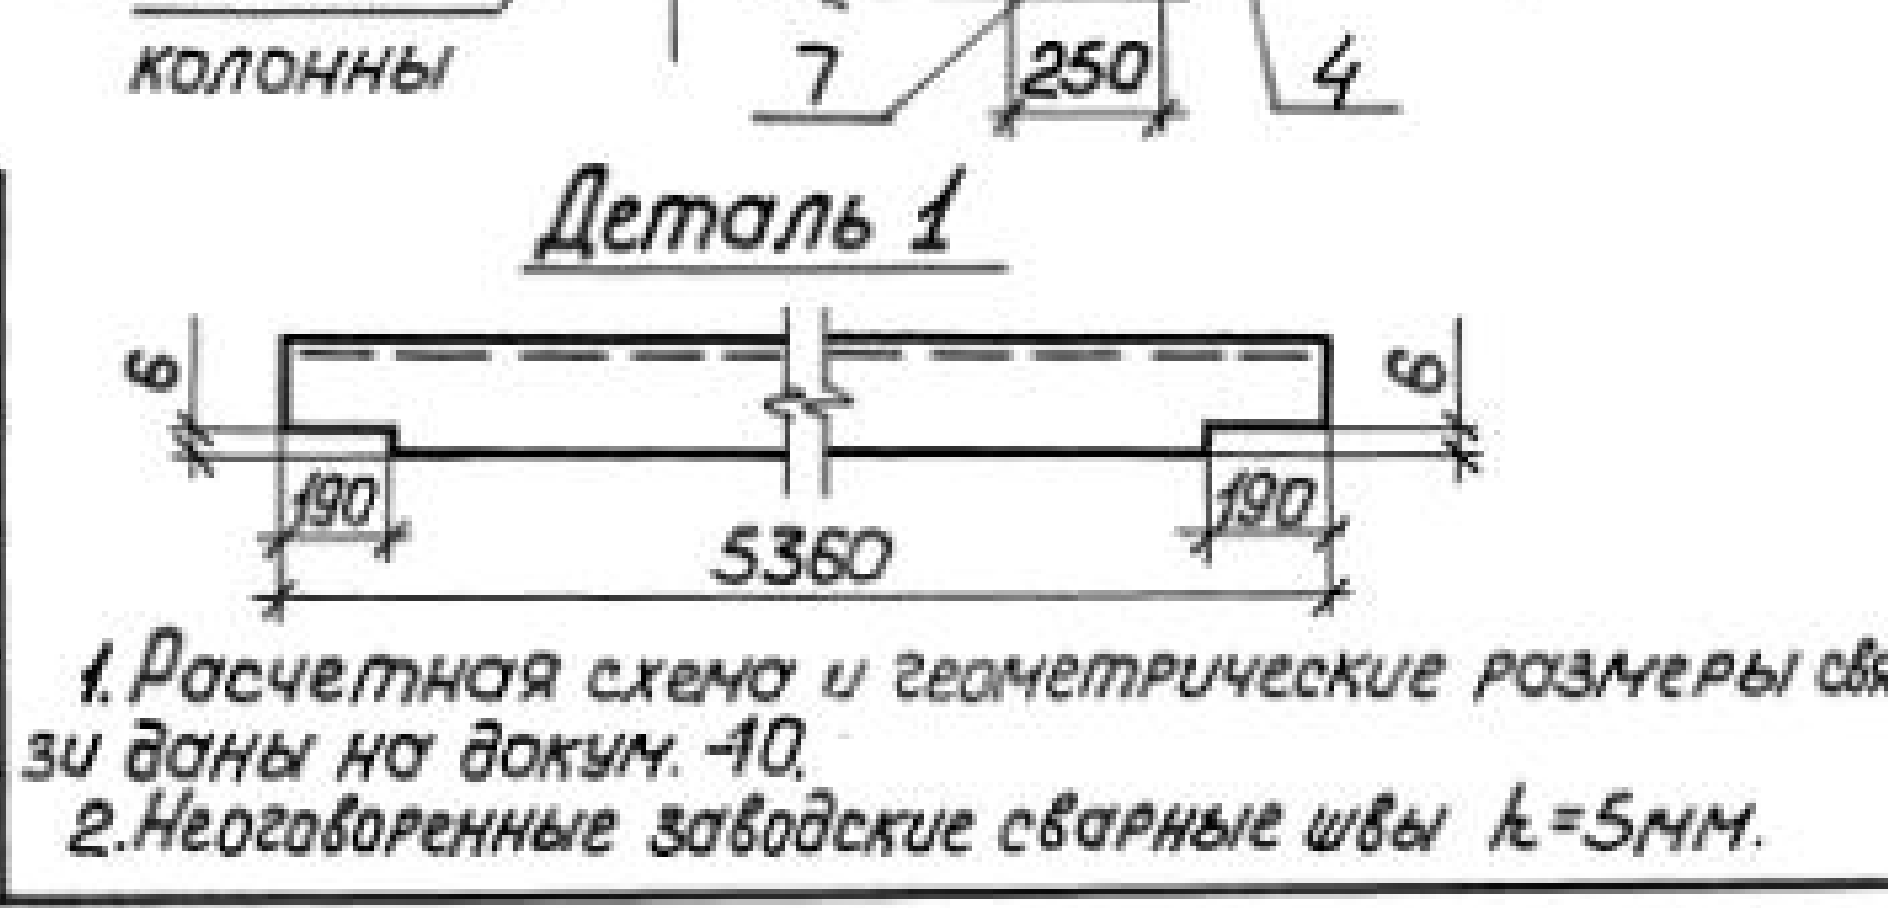 колонны 7 250 4
Деталь 1
6 6
190 190
5360
1. Расчетная схема и геометрические размеры свя
зи даны на докум. -10.
2. Неоговоренные заводские сварные швы h=5мм.